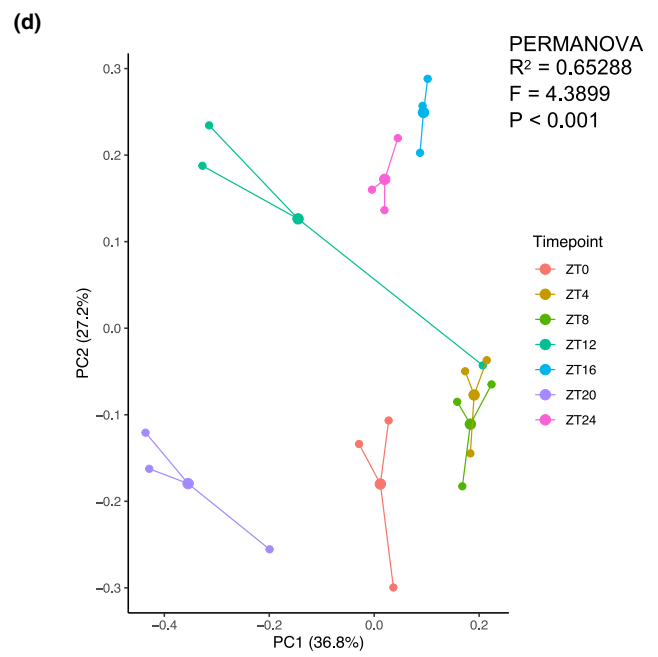 (d)
PERMANOVA
R² = 0.65288
F = 4.3899
P < 0.001
0.3
0.2
0.1
0.0
−0.1
−0.2
−0.3
PC2 (27.2%)
−0.4
−0.2
0.0
0.2
PC1 (36.8%)
Timepoint
ZT0
ZT4
ZT8
ZT12
ZT16
ZT20
ZT24